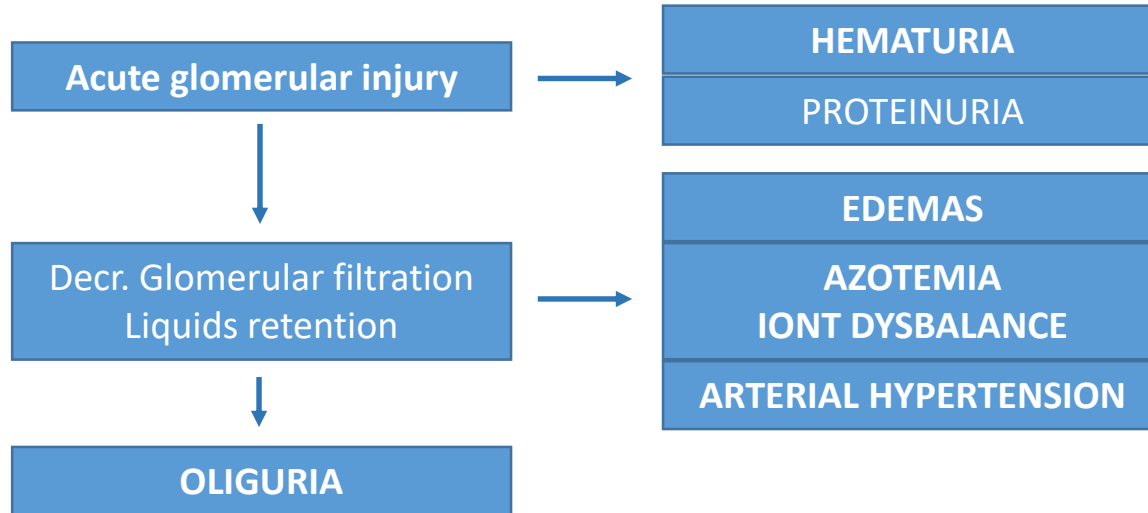 Acute glomerular injury
HEMATURIA
PROTEINURIA
Decr. Glomerular filtration
Liquids retention
EDEMAS
AZOTEMIA
IONT DYSBALANCE
ARTERIAL HYPERTENSION
OLIGURIA